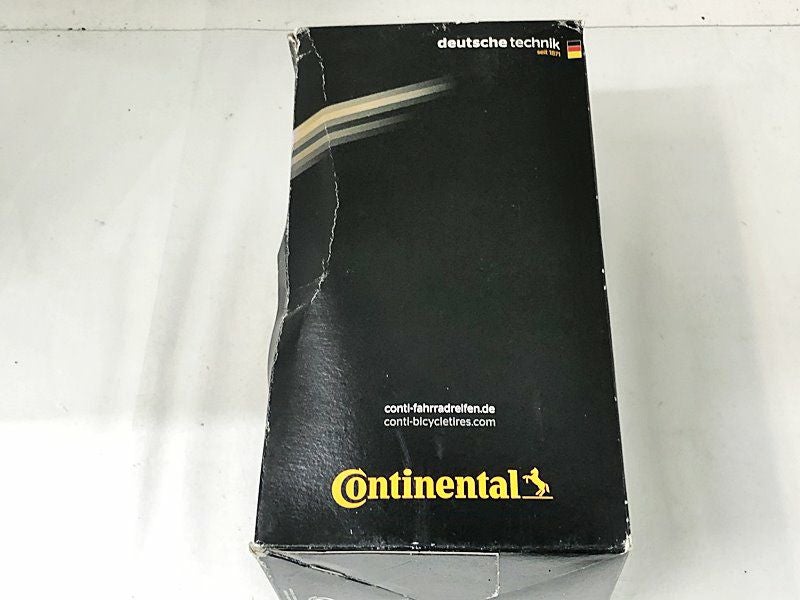 deutsche technik
seit 1871
conti-fahrradreifen.de
conti-bicycletires.com
Continental